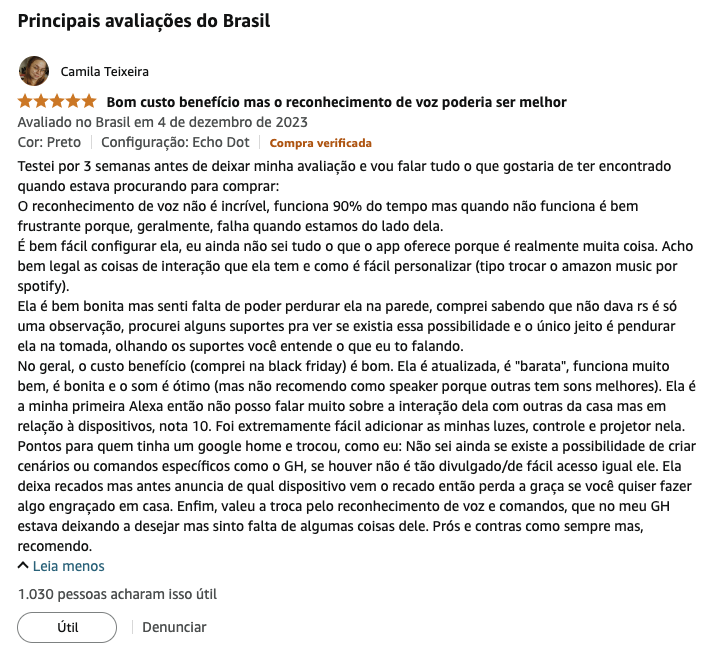 Principais avaliações do Brasil
Camila Teixeira
Bom custo benefício mas o reconhecimento de voz poderia ser melhor
Avaliado no Brasil em 4 de dezembro de 2023
Cor: Preto | Configuração: Echo Dot | Compra verificada
Testei por 3 semanas antes de deixar minha avaliação e vou falar tudo o que gostaria de ter encontrado
quando estava procurando para comprar:
O reconhecimento de voz não é incrível, funciona 90% do tempo mas quando não funciona é bem
frustrante porque, geralmente, falha quando estamos do lado dela.
É bem fácil configurar ela, eu ainda não sei tudo o que o app oferece porque é realmente muita coisa. Acho
bem legal as coisas de interação que ela tem e como é fácil personalizar (tipo trocar o amazon music por
spotify).
Ela é bem bonita mas senti falta de poder perdurar ela na parede, comprei sabendo que não dava rs é só
uma observação, procurei alguns suportes pra ver se existia essa possibilidade e o único jeito é pendurar
ela na tomada, olhando os suportes você entende o que eu to falando.
No geral, o custo benefício (comprei na black friday) é bom. Ela é atualizada, é "barata", funciona muito
bem, é bonita e o som é ótimo (mas não recomendo como speaker porque outras tem sons melhores). Ela é
a minha primeira Alexa então não posso falar muito sobre a interação dela com outras da casa mas em
relação à dispositivos, nota 10. Foi extremamente fácil adicionar as minhas luzes, controle e projetor nela.
Pontos para quem tinha um google home e trocou, como eu: Não sei ainda se existe a possibilidade de criar
cenários ou comandos específicos como o GH, se houver não é tão divulgado/de fácil acesso igual ele. Ela
deixa recados mas antes anuncia de qual dispositivo vem o recado então perda a graça se você quiser fazer
algo engraçado em casa. Enfim, valeu a troca pelo reconhecimento de voz e comandos, que no meu GH
estava deixando a desejar mas sinto falta de algumas coisas dele. Prós e contras como sempre mas,
recomendo.
Leia menos
1.030 pessoas acharam isso útil
Útil | Denunciar